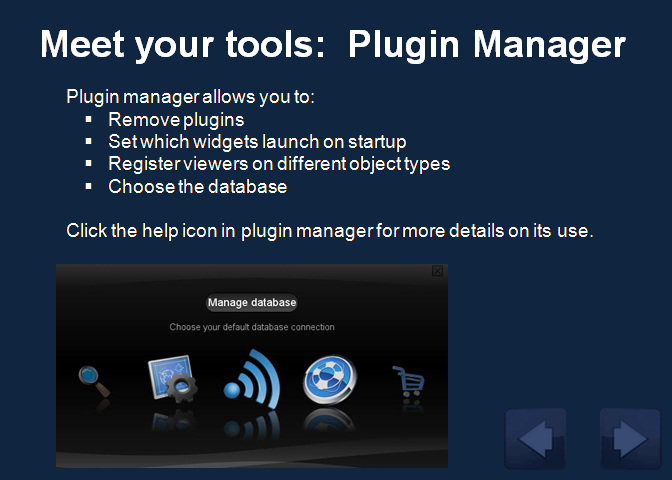 Meet your tools: Plugin Manager
Plugin manager allows you to:
▪ Remove plugins
▪ Set which widgets launch on startup
▪ Register viewers on different object types
▪ Choose the database
Click the help icon in plugin manager for more details on its use.
Manage database
Choose your default database connection